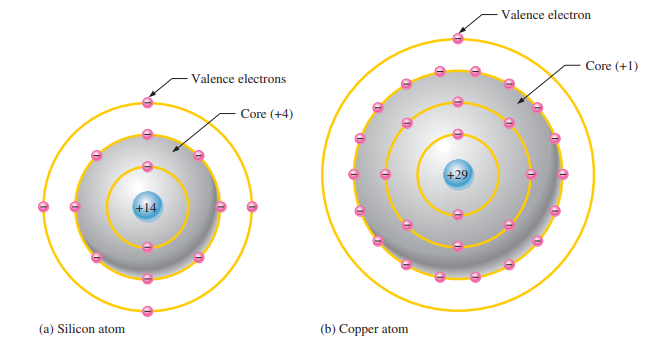 Valence electron
Core (+1)
Valence electrons
Core (+4)
+29
+14
(a) Silicon atom
(b) Copper atom